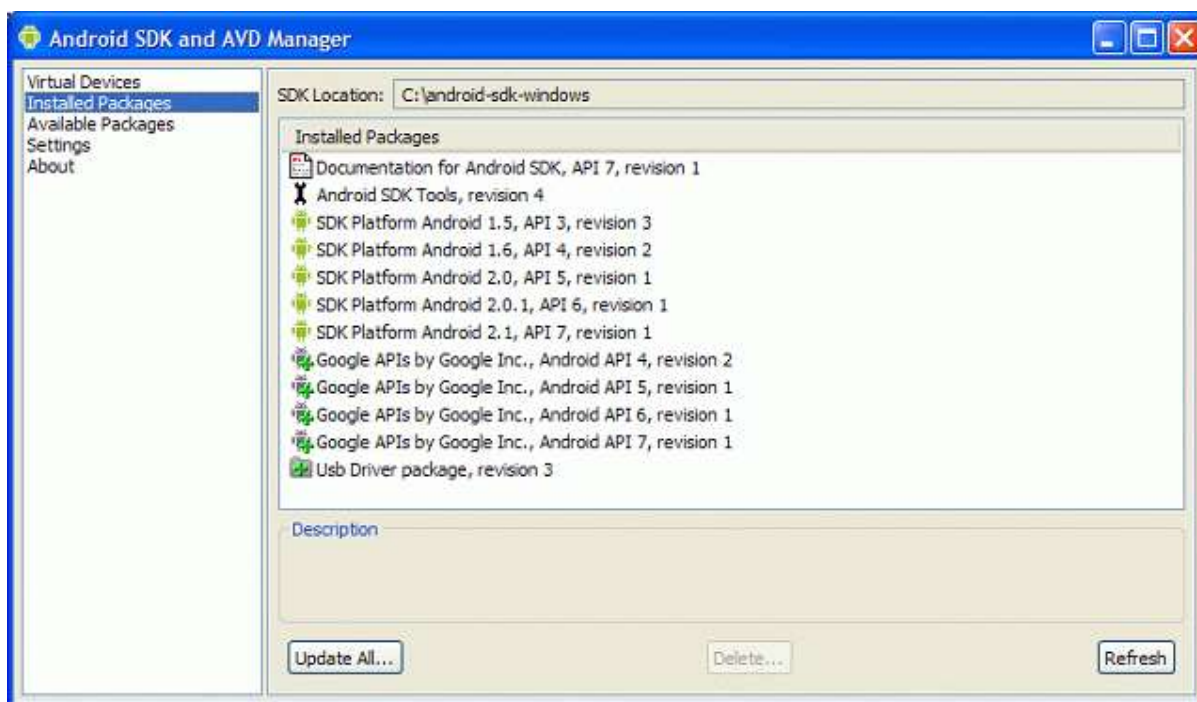 Android SDK and AVD Manager
Virtual Devices
Installed Packages
Available Packages
Settings
About
SDK Location: C:\android-sdk-windows
Installed Packages
Documentation for Android SDK, API 7, revision 1
Android SDK Tools, revision 4
SDK Platform Android 1.5, API 3, revision 3
SDK Platform Android 1.6, API 4, revision 2
SDK Platform Android 2.0, API 5, revision 1
SDK Platform Android 2.0.1, API 6, revision 1
SDK Platform Android 2.1, API 7, revision 1
Google APIs by Google Inc., Android API 4, revision 2
Google APIs by Google Inc., Android API 5, revision 1
Google APIs by Google Inc., Android API 6, revision 1
Google APIs by Google Inc., Android API 7, revision 1
Usb Driver package, revision 3
Description
Update All...
Delete...
Refresh